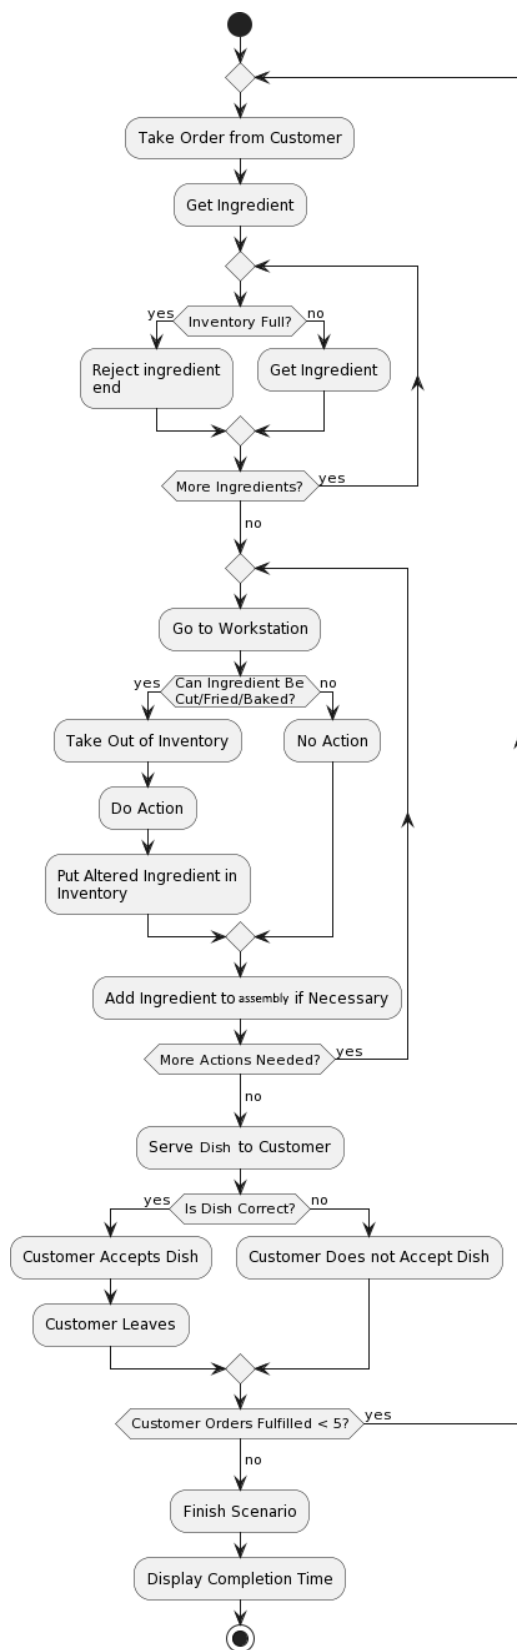 Take Order from Customer
Get Ingredient
yes
Inventory Full?
no
Reject ingredient
end
Get Ingredient
More Ingredients?
yes
no
Go to Workstation
yes
Can Ingredient Be
Cut/Fried/Baked?
no
Take Out of Inventory
No Action
Do Action
Put Altered Ingredient in
Inventory
Add Ingredient to assembly if Necessary
More Actions Needed?
yes
no
Serve Dish to Customer
yes
Is Dish Correct?
no
Customer Accepts Dish
Customer Does not Accept Dish
Customer Leaves
Customer Orders Fulfilled < 5?
yes
no
Finish Scenario
Display Completion Time